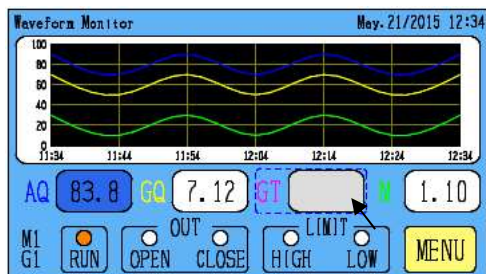 Waveform Monitor May.21/2015 12:34
100
80
60
40
20
0
11:34 11:44 11:54 12:04 12:14 12:24 12:34
AQ 83.8 GQ 7.12 GT N 1.10
OUT LIMIT
M1
G1 RUN OPEN CLOSE HIGH LOW MENU